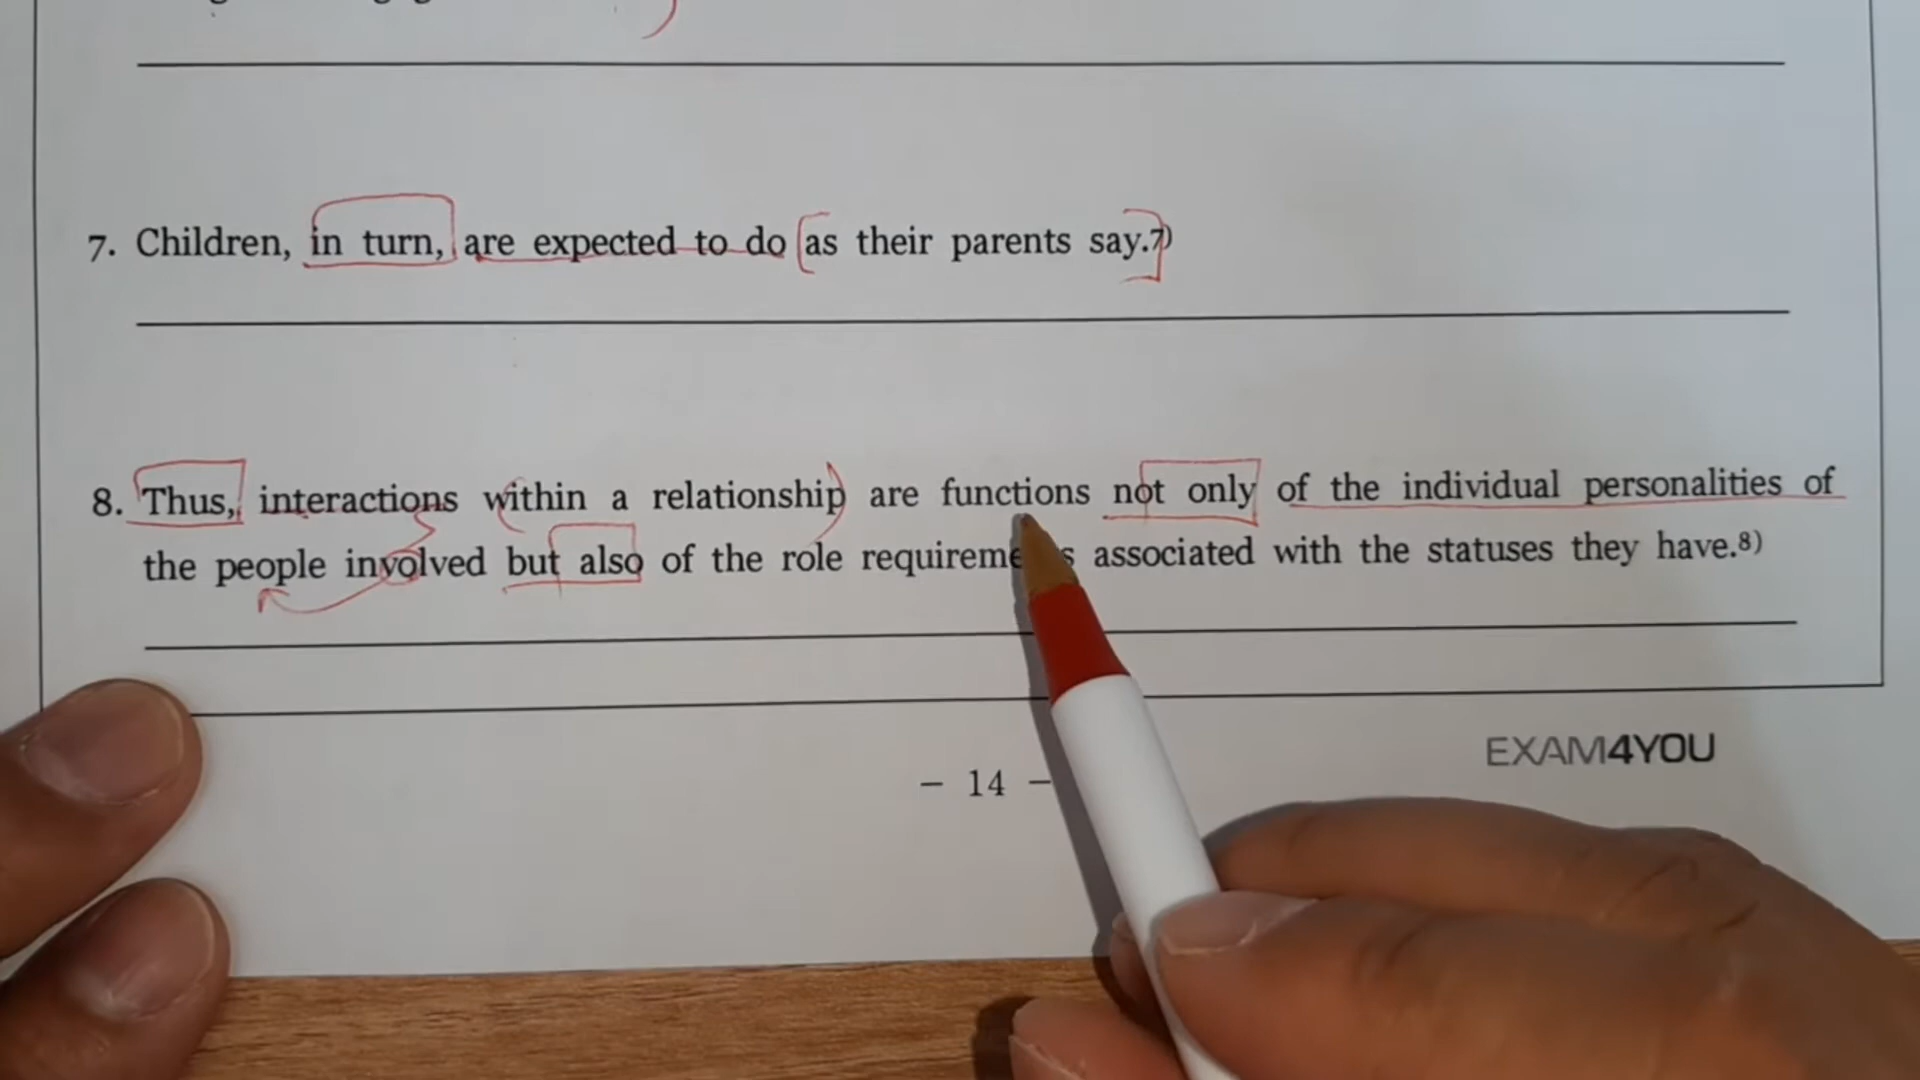 7. Children, in turn, are expected to do as their parents say.7)
8. Thus, interactions within a relationship are functions not only of the individual personalities of
the people involved but also of the role requirements associated with the statuses they have.8)
EXAM4YOU
- 14 -